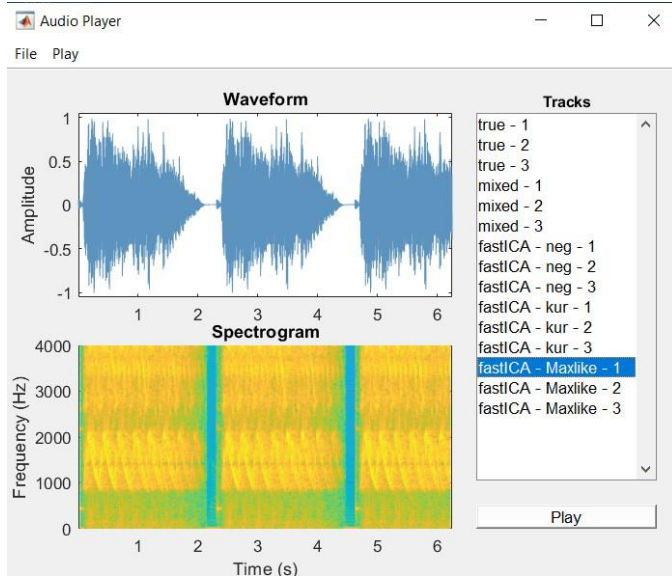 Audio Player
File Play
Waveform
Amplitude
1
0.5
0
-0.5
-1
1 2 3 4 5 6
Spectrogram
Frequency (Hz)
4000
3000
2000
1000
0
1 2 3 4 5 6
Time (s)
Tracks
true - 1
true - 2
true - 3
mixed - 1
mixed - 2
mixed - 3
fastICA - neg - 1
fastICA - neg - 2
fastICA - neg - 3
fastICA - kur - 1
fastICA - kur - 2
fastICA - kur - 3
fastICA - Maxlike - 1
fastICA - Maxlike - 2
fastICA - Maxlike - 3
Play